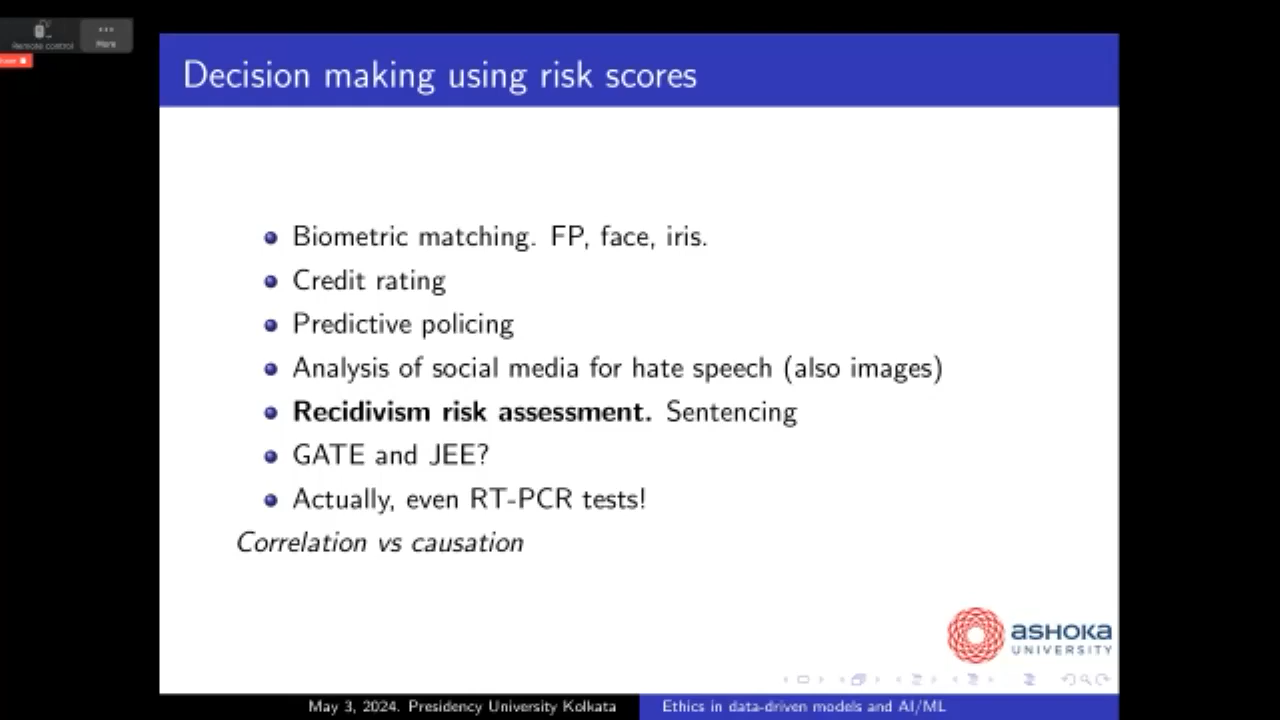 Remote control
More
Decision making using risk scores
Biometric matching. FP, face, iris.
Credit rating
Predictive policing
Analysis of social media for hate speech (also images)
Recidivism risk assessment. Sentencing
GATE and JEE?
Actually, even RT-PCR tests!
Correlation vs causation
ASHOKA
UNIVERSITY
May 3, 2024. Presidency University Kolkata
Ethics in data-driven models and AI/ML